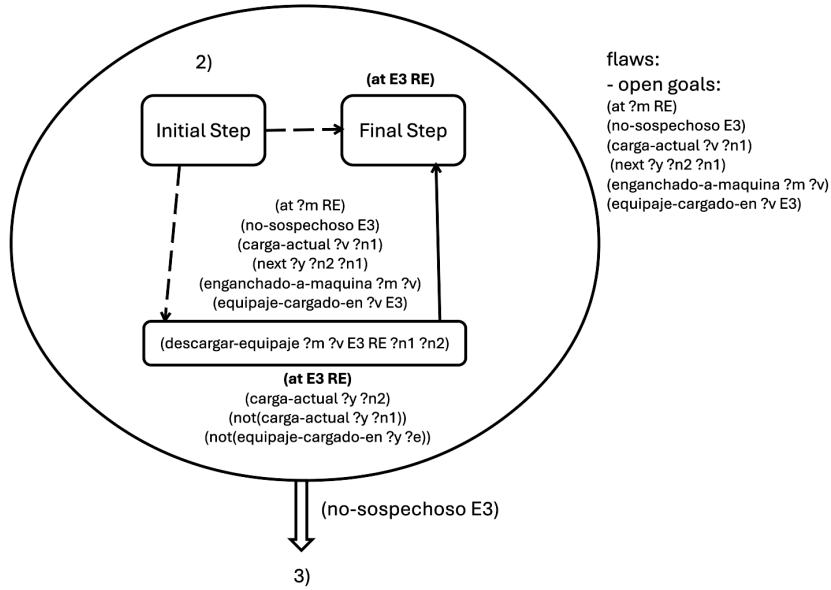 2)
(at E3 RE)
Initial Step
Final Step
(at ?m RE)
(no-sospechoso E3)
(carga-actual ?v ?n1)
(next ?y ?n2 ?n1)
(enganchado-a-maquina ?m ?v)
(equipaje-cargado-en ?v E3)
(descargar-equipaje ?m ?v E3 RE ?n1 ?n2)
(at E3 RE)
(carga-actual ?y ?n2)
(not(carga-actual ?y ?n1))
(not(equipaje-cargado-en ?y ?e))
(no-sospechoso E3)
3)
flaws:
- open goals:
(at ?m RE)
(no-sospechoso E3)
(carga-actual ?v ?n1)
(next ?y ?n2 ?n1)
(enganchado-a-maquina ?m ?v)
(equipaje-cargado-en ?v E3)